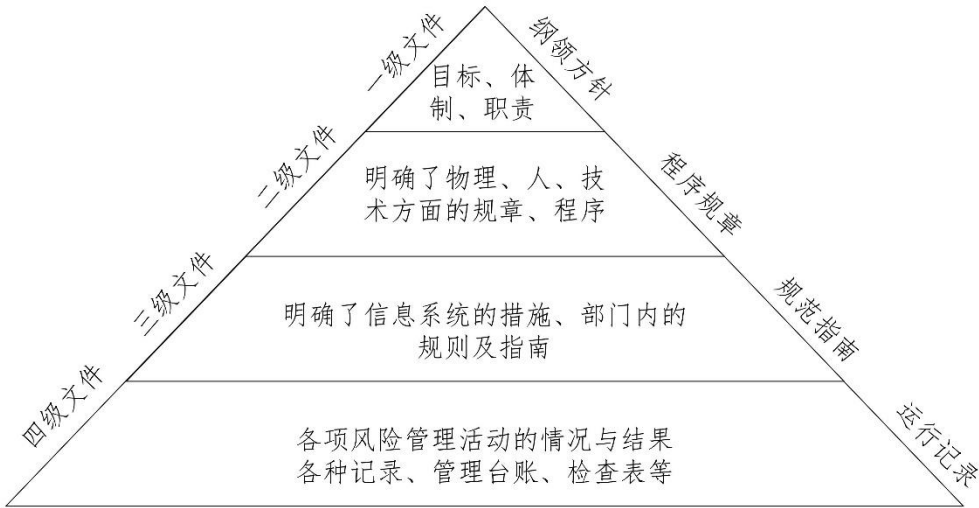 一级文件
纲领方针
目标、体
制、职责
二级文件
程序规章
明确了物理、人、技
术方面的规章、程序
三级文件
规范指南
明确了信息系统的措施、部门内的
规则及指南
四级文件
运行记录
各项风险管理活动的情况与结果
各种记录、管理台账、检查表等